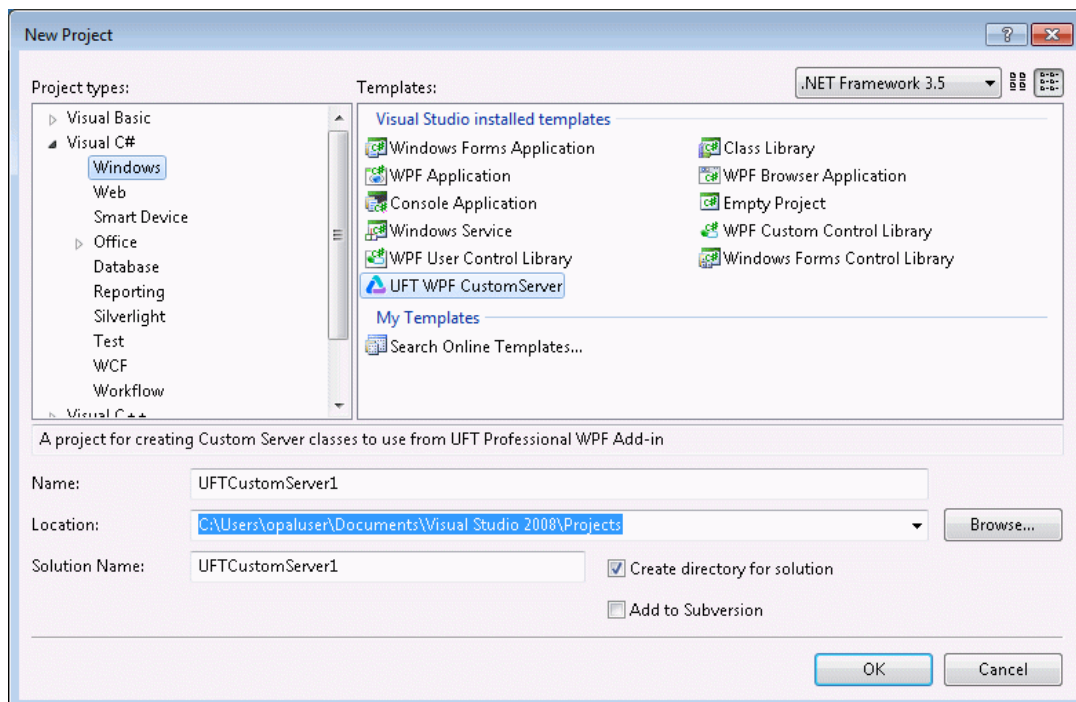 New Project
Project types:
Templates:
.NET Framework 3.5
Visual Basic
Visual C#
Windows
Web
Smart Device
Office
Database
Reporting
Silverlight
Test
WCF
Workflow
Visual C++
Visual Studio installed templates
Windows Forms Application
Class Library
WPF Application
WPF Browser Application
Console Application
Empty Project
Windows Service
WPF Custom Control Library
WPF User Control Library
Windows Forms Control Library
UFT WPF CustomServer
My Templates
Search Online Templates...
A project for creating Custom Server classes to use from UFT Professional WPF Add-in
Name:
UFTCustomServer1
Location:
C:\Users\opaluser\Documents\Visual Studio 2008\Projects
Browse...
Solution Name:
UFTCustomServer1
Create directory for solution
Add to Subversion
OK
Cancel